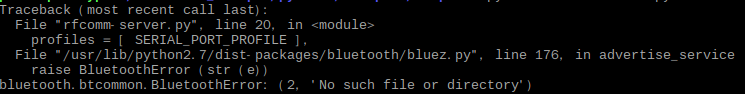 Traceback (most recent call last):
  File "rfcomm-server.py", line 20, in <module>
    profiles = [ SERIAL_PORT_PROFILE ],
  File "/usr/lib/python2.7/dist-packages/bluetooth/bluez.py", line 176, in advertise_service
    raise BluetoothError (str (e))
bluetooth.btcommon.BluetoothError: (2, 'No such file or directory')